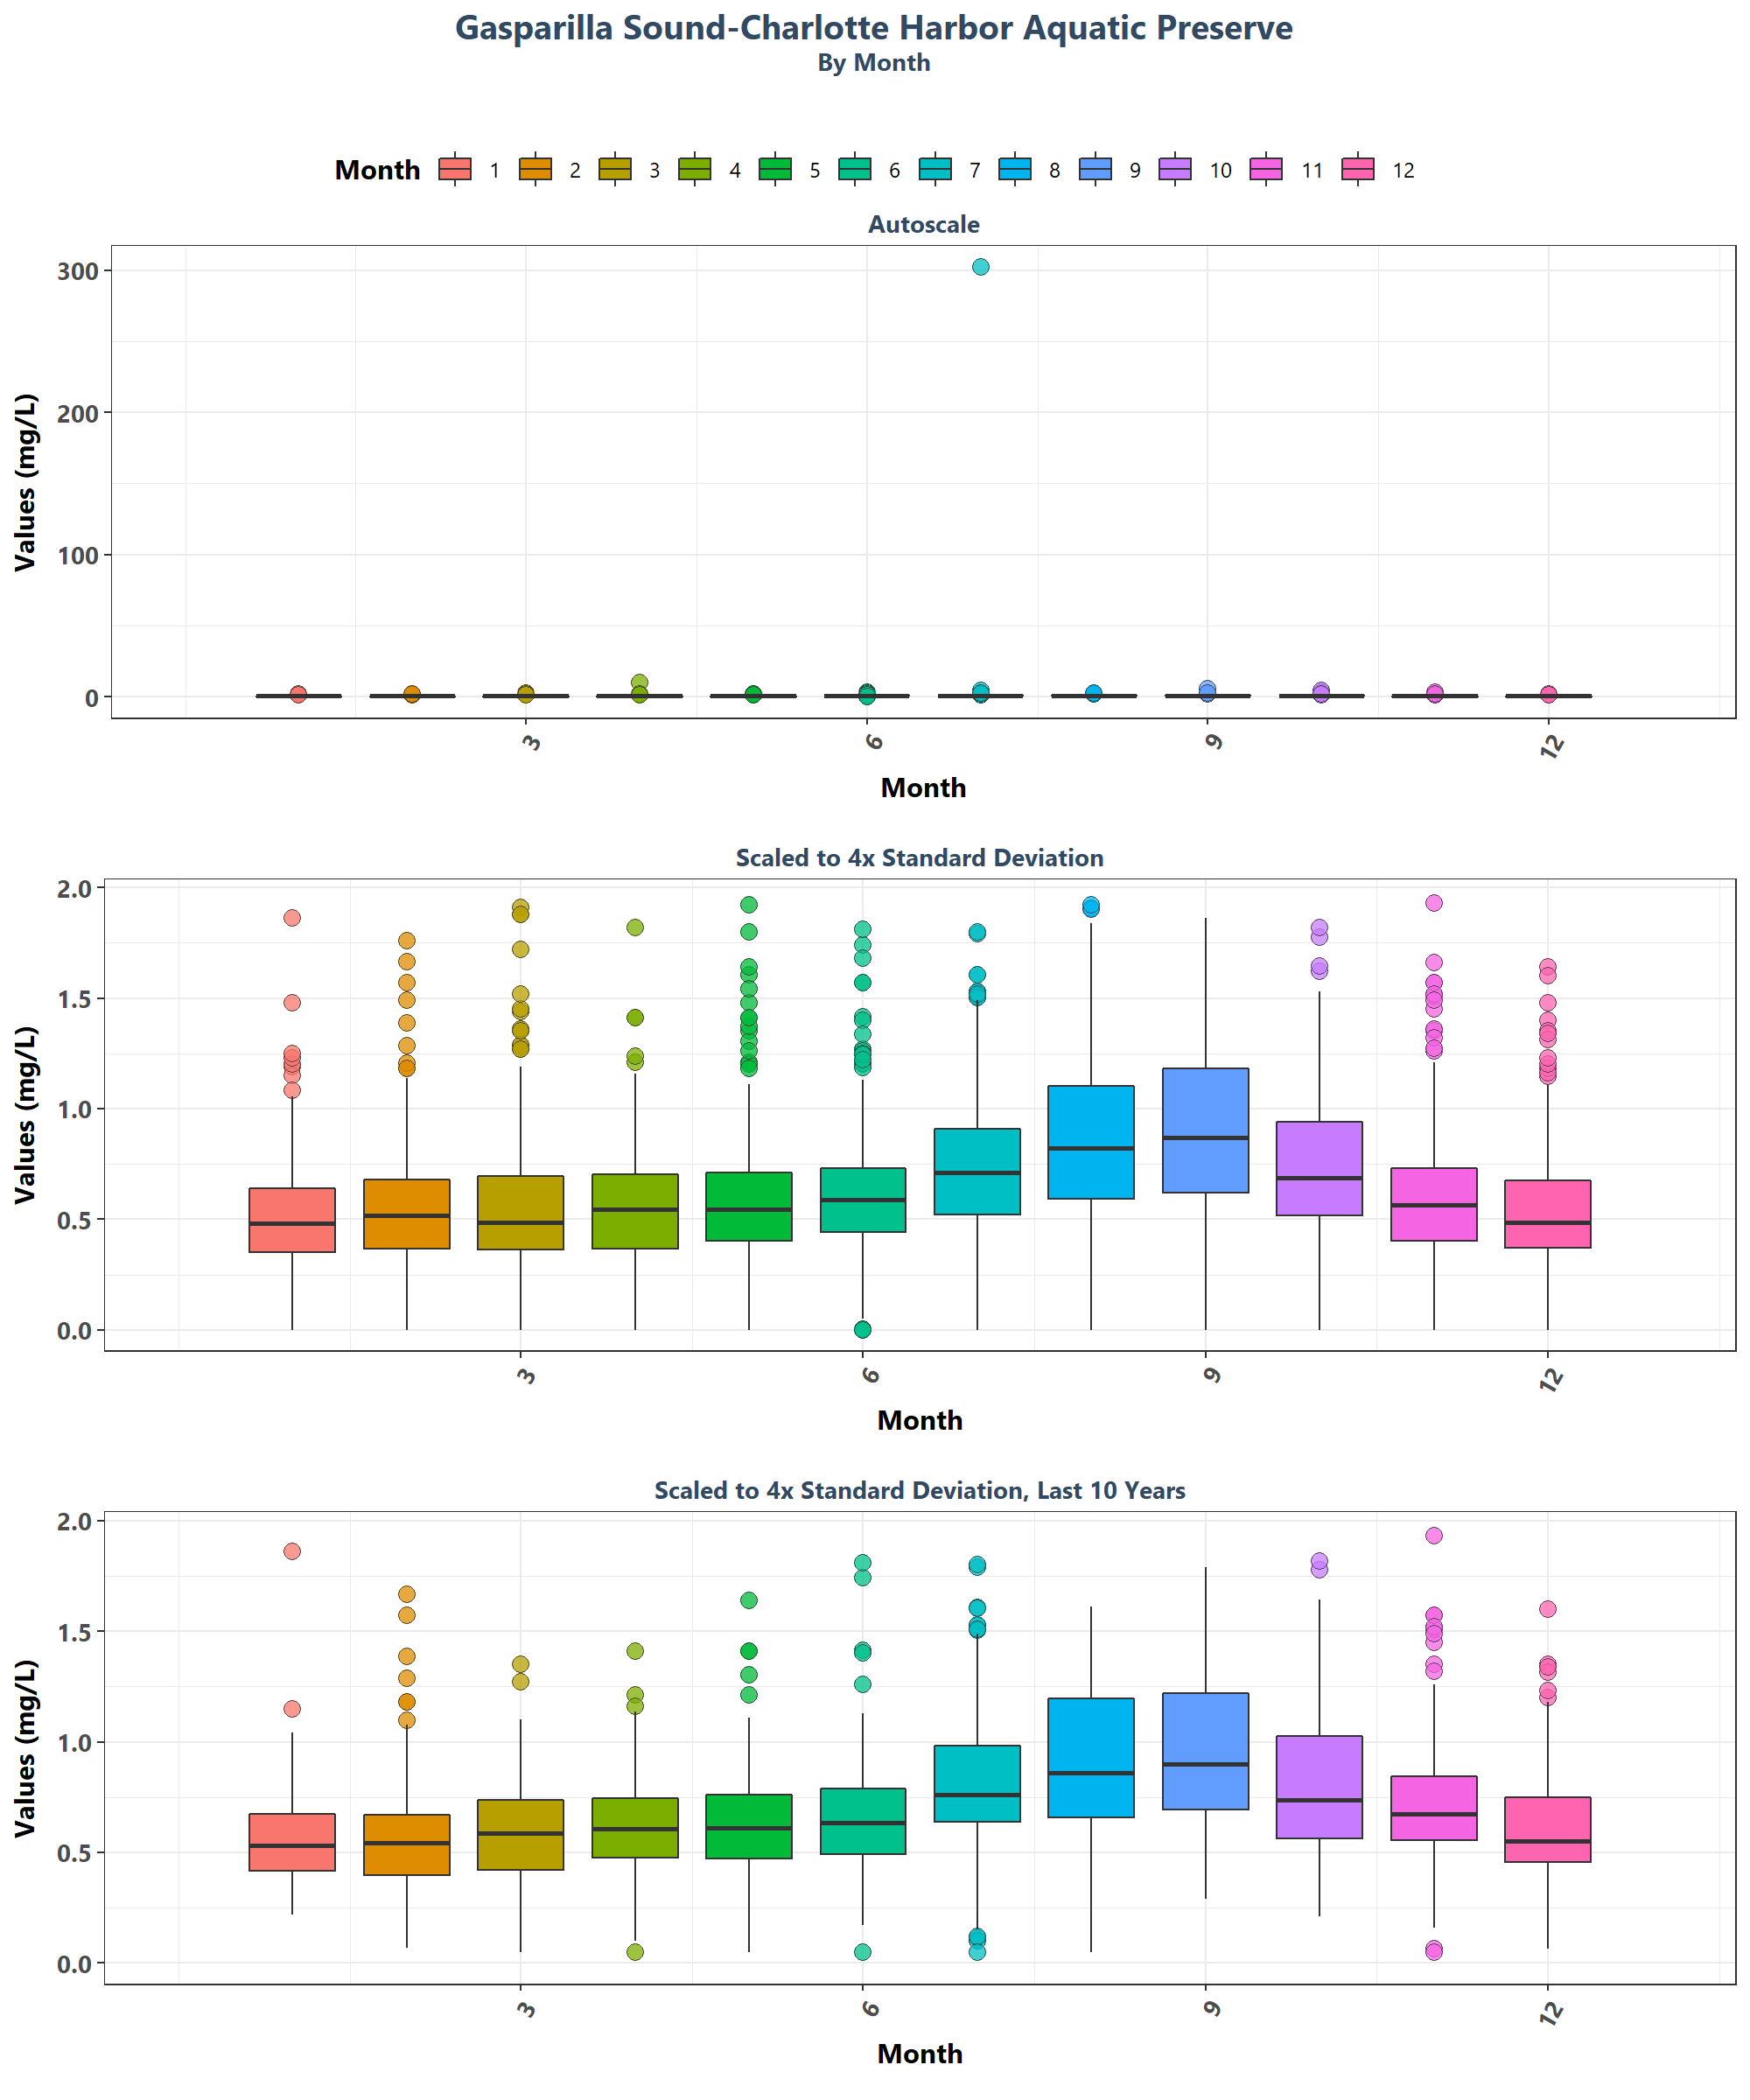 Gasparilla Sound-Charlotte Harbor Aquatic Preserve
By Month
Month 1 2 3 4 5 6 7 8 9 10 11 12
Autoscale
Values (mg/L)
300
200
100
0
3 6 9 12
Month
Scaled to 4x Standard Deviation
Values (mg/L)
2.0
1.5
1.0
0.5
0.0
3 6 9 12
Month
Scaled to 4x Standard Deviation, Last 10 Years
Values (mg/L)
2.0
1.5
1.0
0.5
0.0
3 6 9 12
Month